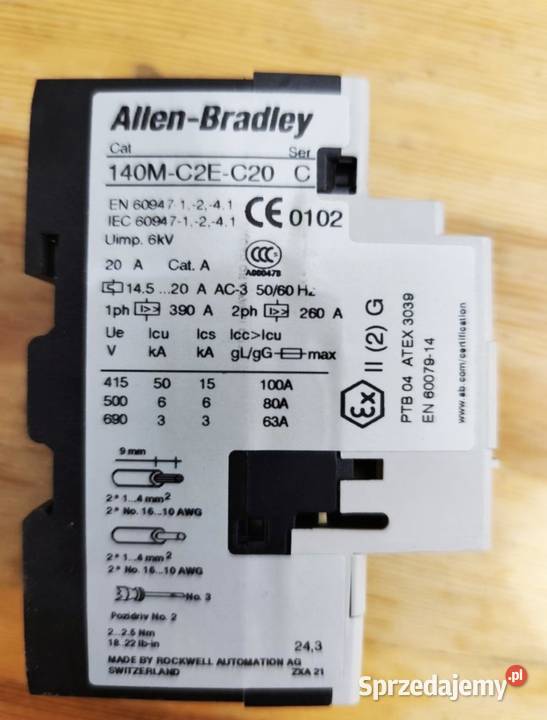 Allen-Bradley
Cat Ser
140M-C2E-C20 C
EN 60947-1,-2,-4.1
IEC 60947-1,-2,-4.1
CE 0102
Uimp. 6kV
CCC
A00047B
20 A Cat. A
14.5 ...20 A AC-3 50/60 Hz
1ph I> 390 A 2ph I> 260 A
Ue Icu Ics Icc>Icu
V kA kA gL/gG max
415 50 15 100A
500 6 6 80A
690 3 3 63A
9 mm
2* 1...4 mm2
2* No. 16...10 AWG
2* 1...4 mm2
2* No. 16...10 AWG
No. 3
Pozidriv No. 2
2...2.5 Nm
18...22 lb-in
24,3
MADE BY ROCKWELL AUTOMATION AG
SWITZERLAND ZXA 21
Ex II (2) G
PTB 04 ATEX 3039
EN 60079-14
www.ab.com/certification
Sprzedajemy.pl